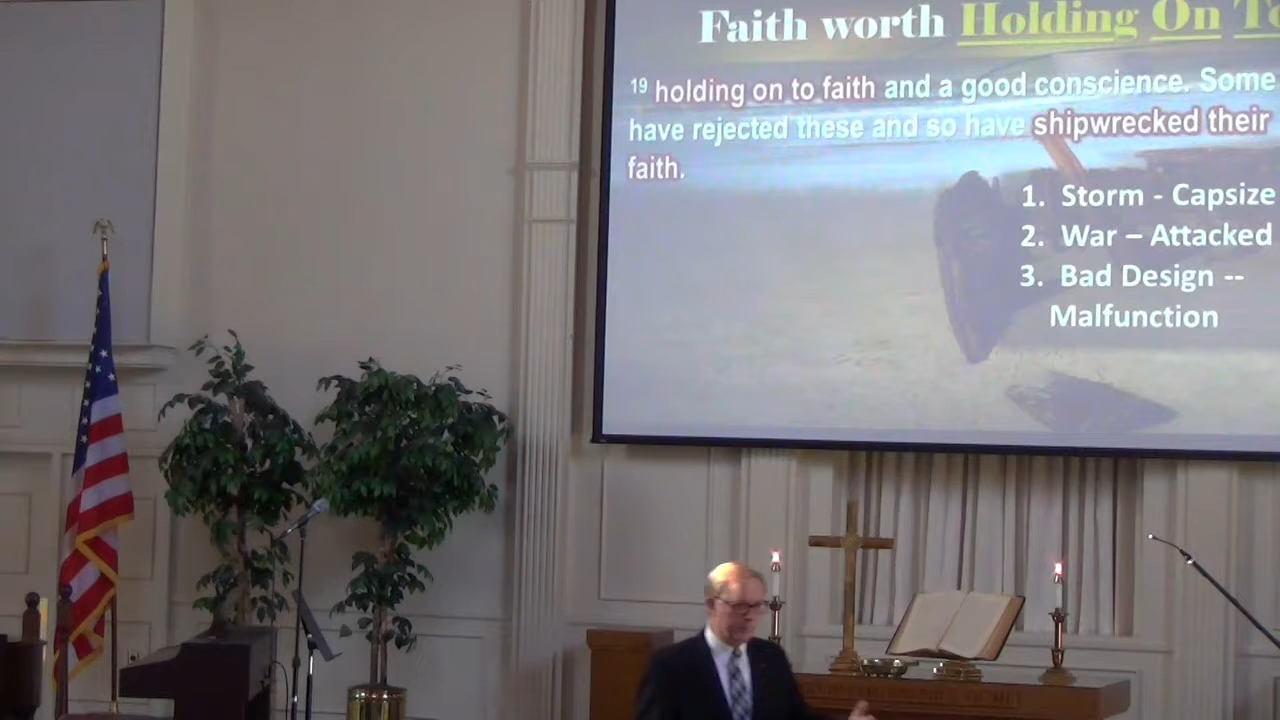 Faith worth Holding On To
19 holding on to faith and a good conscience. Some
have rejected these and so have shipwrecked their
faith.
1. Storm - Capsize
2. War – Attacked
3. Bad Design --
Malfunction